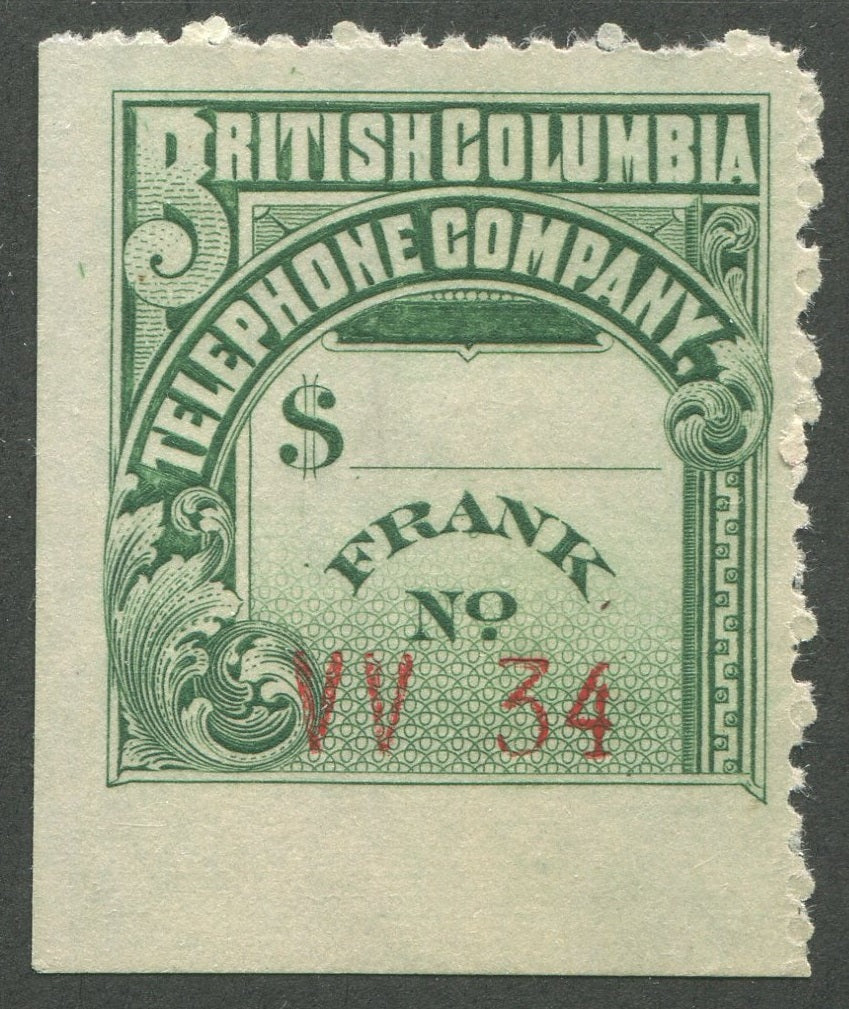 BRITISH COLUMBIA
TELEPHONE COMPANY.
$
FRANK
NO
VV 34